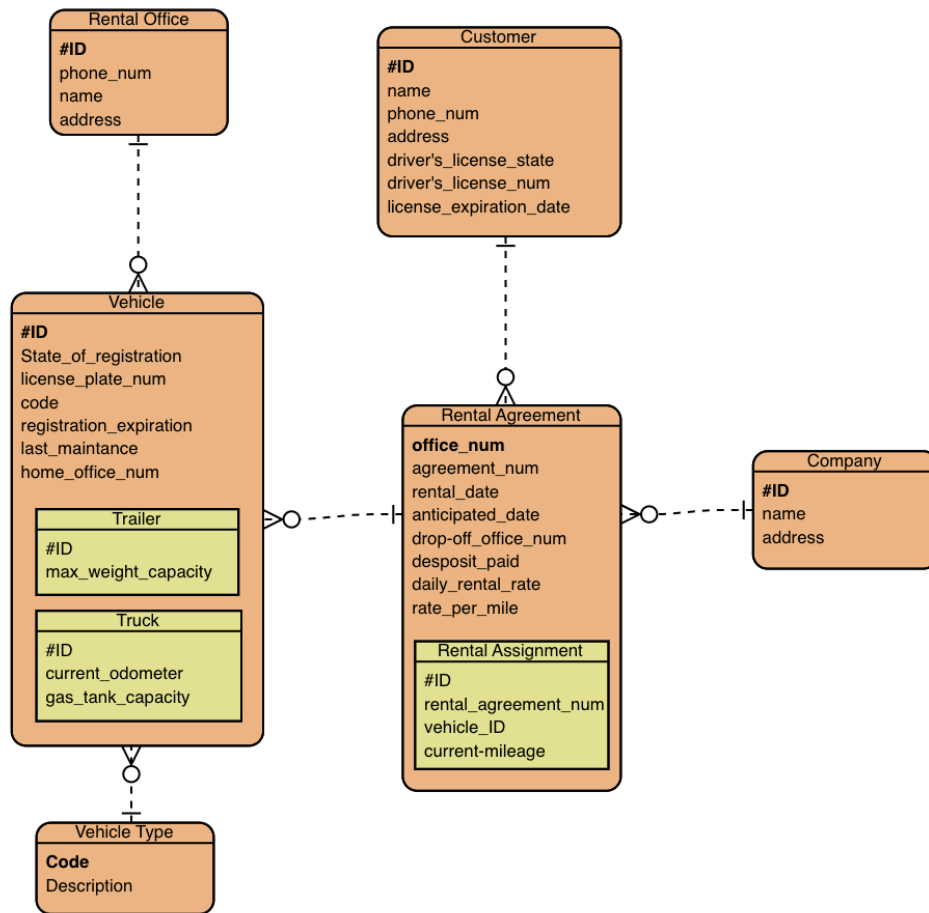 Rental Office
#ID
phone_num
name
address
Customer
#ID
name
phone_num
address
driver's_license_state
driver's_license_num
license_expiration_date
Vehicle
#ID
State_of_registration
license_plate_num
code
registration_expiration
last_maintance
home_office_num
Trailer
#ID
max_weight_capacity
Truck
#ID
current_odometer
gas_tank_capacity
Rental Agreement
office_num
agreement_num
rental_date
anticipated_date
drop-off_office_num
desposit_paid
daily_rental_rate
rate_per_mile
Rental Assignment
#ID
rental_agreement_num
vehicle_ID
current-mileage
Company
#ID
name
address
Vehicle Type
Code
Description